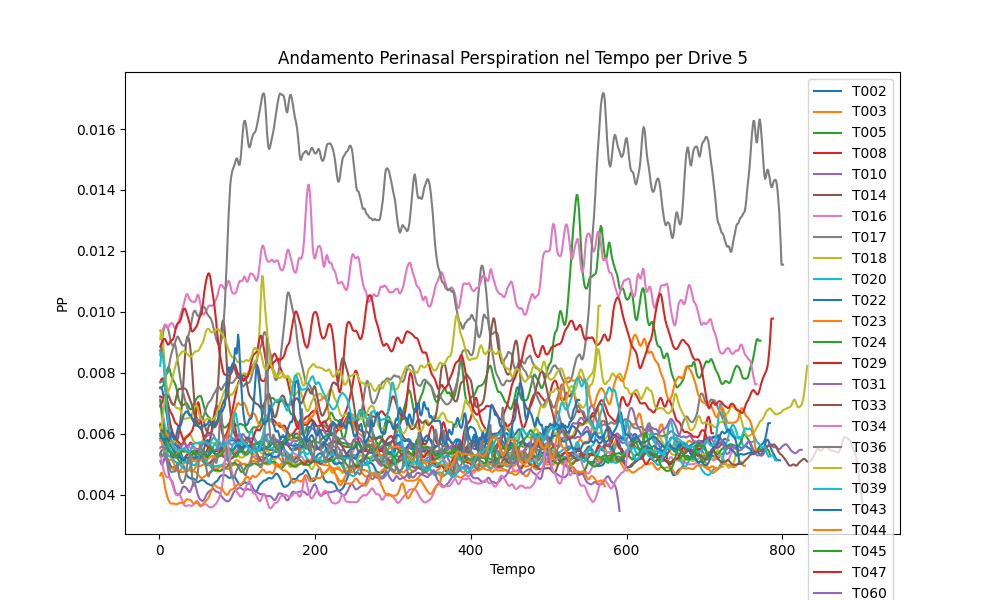 Andamento Perinasal Perspiration nel Tempo per Drive 5
PP
0.016
0.014
0.012
0.010
0.008
0.006
0.004
0
200
400
600
800
Tempo
T002
T003
T005
T008
T010
T014
T016
T017
T018
T020
T022
T023
T024
T029
T031
T033
T034
T036
T038
T039
T043
T044
T045
T047
T060